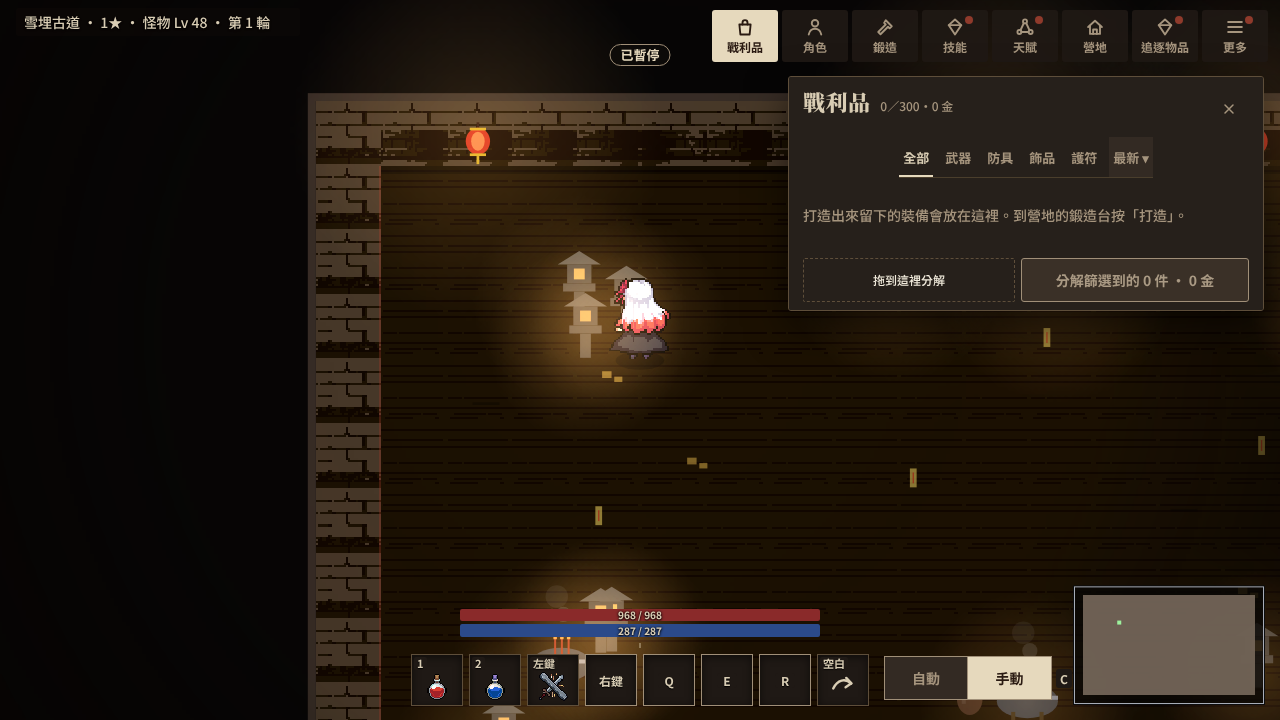 雪埋古道 · 1★ · 怪物 Lv 48 · 第 1 輪
已暫停
戰利品
角色
鍛造
技能
天賦
營地
追逐物品
更多
戰利品 0／300 · 0 金
×
全部 武器 防具 飾品 護符 最新 ▾
打造出來留下的裝備會放在這裡。到營地的鍛造台按「打造」。
拖到這裡分解
分解篩選到的 0 件 · 0 金
968 / 968
287 / 287
1
2
左鍵
右鍵
Q
E
R
空白
自動
手動
C